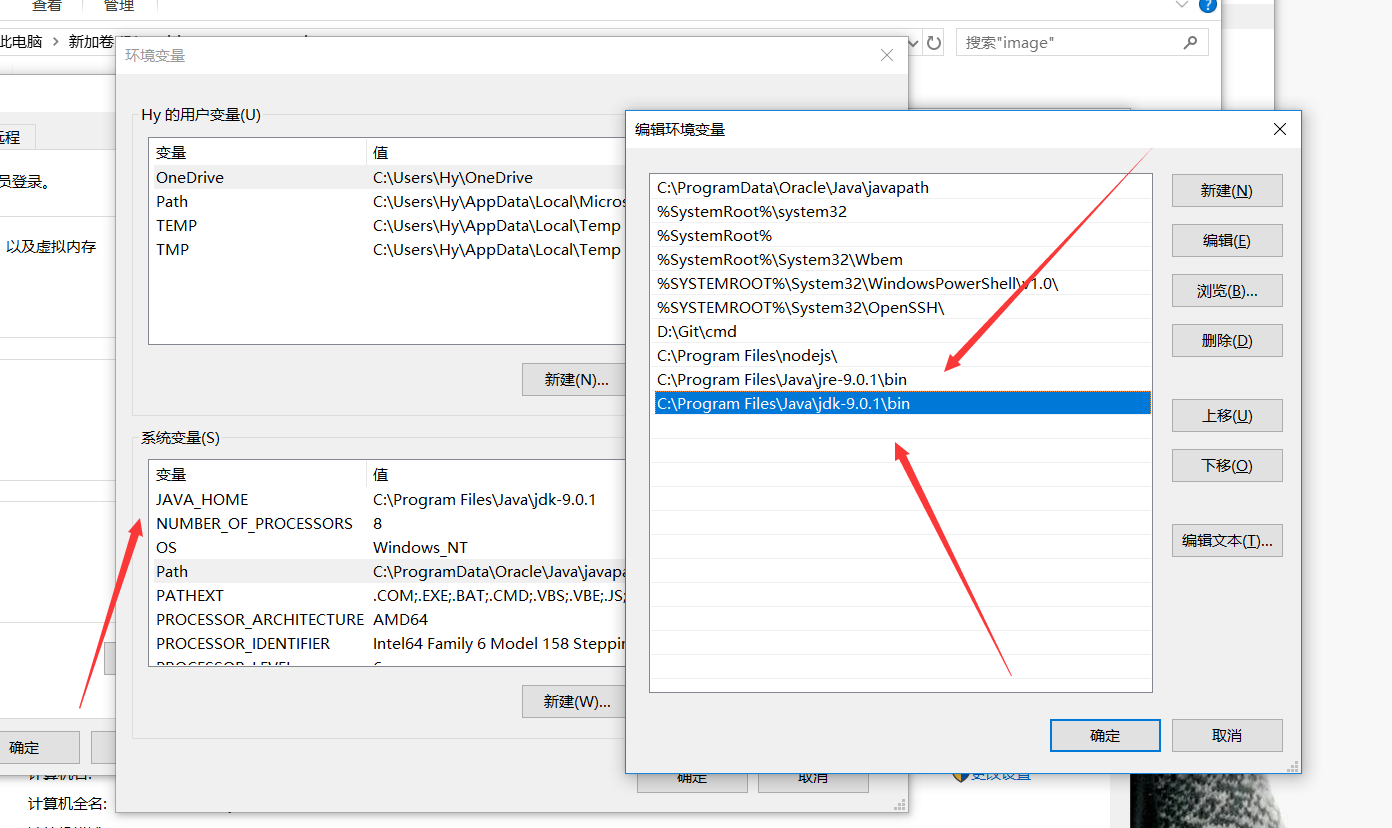 查看 管理
此电脑 > 新加卷
搜索"image"
环境变量
远程
员登录。
以及虚拟内存
Hy 的用户变量(U)
变量 值
OneDrive C:\Users\Hy\OneDrive
Path C:\Users\Hy\AppData\Local\Micros
TEMP C:\Users\Hy\AppData\Local\Temp
TMP C:\Users\Hy\AppData\Local\Temp
新建(N)...
系统变量(S)
变量 值
JAVA_HOME C:\Program Files\Java\jdk-9.0.1
NUMBER_OF_PROCESSORS 8
OS Windows_NT
Path C:\ProgramData\Oracle\Java\javapa
PATHEXT .COM;.EXE;.BAT;.CMD;.VBS;.VBE;.JS;
PROCESSOR_ARCHITECTURE AMD64
PROCESSOR_IDENTIFIER Intel64 Family 6 Model 158 Steppin
PROCESSOR_LEVEL 6
新建(W)...
确定 取消
确定
计算机名:
计算机全名:
更改设置
编辑环境变量
C:\ProgramData\Oracle\Java\javapath
%SystemRoot%\system32
%SystemRoot%
%SystemRoot%\System32\Wbem
%SYSTEMROOT%\System32\WindowsPowerShell\v1.0\
%SYSTEMROOT%\System32\OpenSSH\
D:\Git\cmd
C:\Program Files\nodejs\
C:\Program Files\Java\jre-9.0.1\bin
C:\Program Files\Java\jdk-9.0.1\bin
新建(N)
编辑(E)
浏览(B)...
删除(D)
上移(U)
下移(O)
编辑文本(T)...
确定 取消